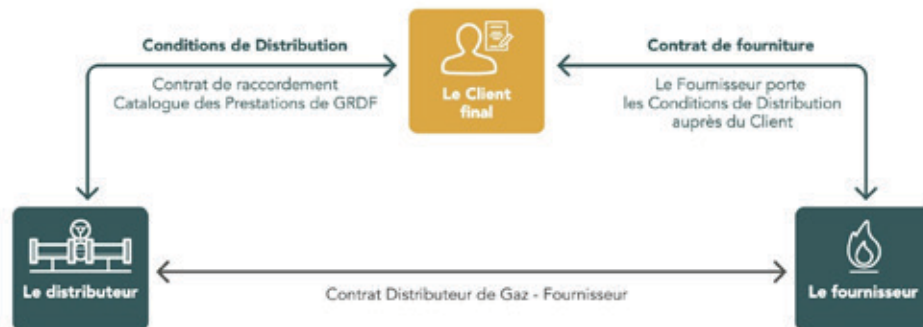 Conditions de Distribution
Contrat de raccordement
Catalogue des Prestations de GRDF
Le Client
final
Contrat de fourniture
Le Fournisseur porte
les Conditions de Distribution
auprès du Client
Le distributeur
Contrat Distributeur de Gaz - Fournisseur
Le fournisseur